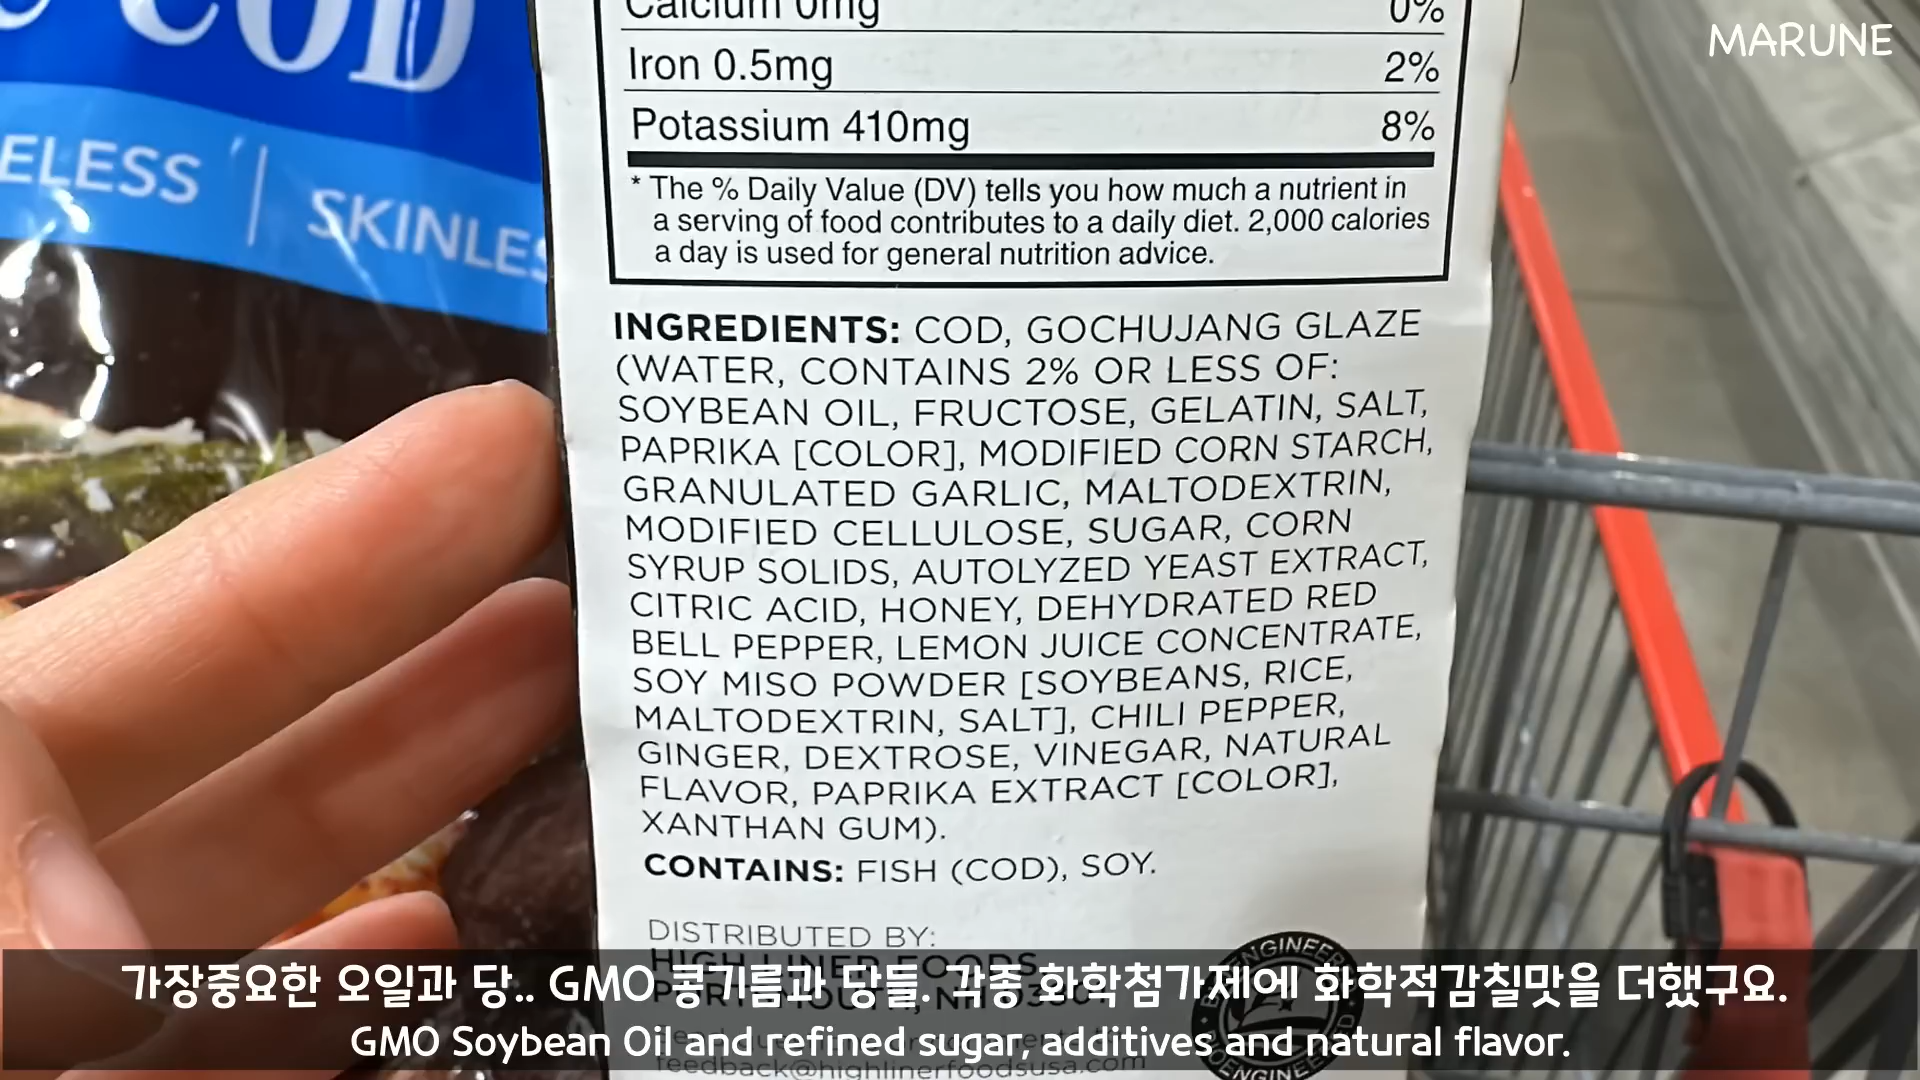 COD
MARUNE
Calcium 0mg 0%
Iron 0.5mg 2%
Potassium 410mg 8%
ELESS | SKINLES
* The % Daily Value (DV) tells you how much a nutrient in
a serving of food contributes to a daily diet. 2,000 calories
a day is used for general nutrition advice.
INGREDIENTS: COD, GOCHUJANG GLAZE
(WATER, CONTAINS 2% OR LESS OF:
SOYBEAN OIL, FRUCTOSE, GELATIN, SALT,
PAPRIKA [COLOR], MODIFIED CORN STARCH,
GRANULATED GARLIC, MALTODEXTRIN,
MODIFIED CELLULOSE, SUGAR, CORN
SYRUP SOLIDS, AUTOLYZED YEAST EXTRACT,
CITRIC ACID, HONEY, DEHYDRATED RED
BELL PEPPER, LEMON JUICE CONCENTRATE,
SOY MISO POWDER [SOYBEANS, RICE,
MALTODEXTRIN, SALT], CHILI PEPPER,
GINGER, DEXTROSE, VINEGAR, NATURAL
FLAVOR, PAPRIKA EXTRACT [COLOR],
XANTHAN GUM).
CONTAINS: FISH (COD), SOY.
DISTRIBUTED BY:
HIGH LINER FOODS
feedback@highlinerfoodsusa.com
가장중요한 오일과 당.. GMO 콩기름과 당들. 각종 화학첨가제에 화학적감칠맛을 더했구요.
GMO Soybean Oil and refined sugar, additives and natural flavor.